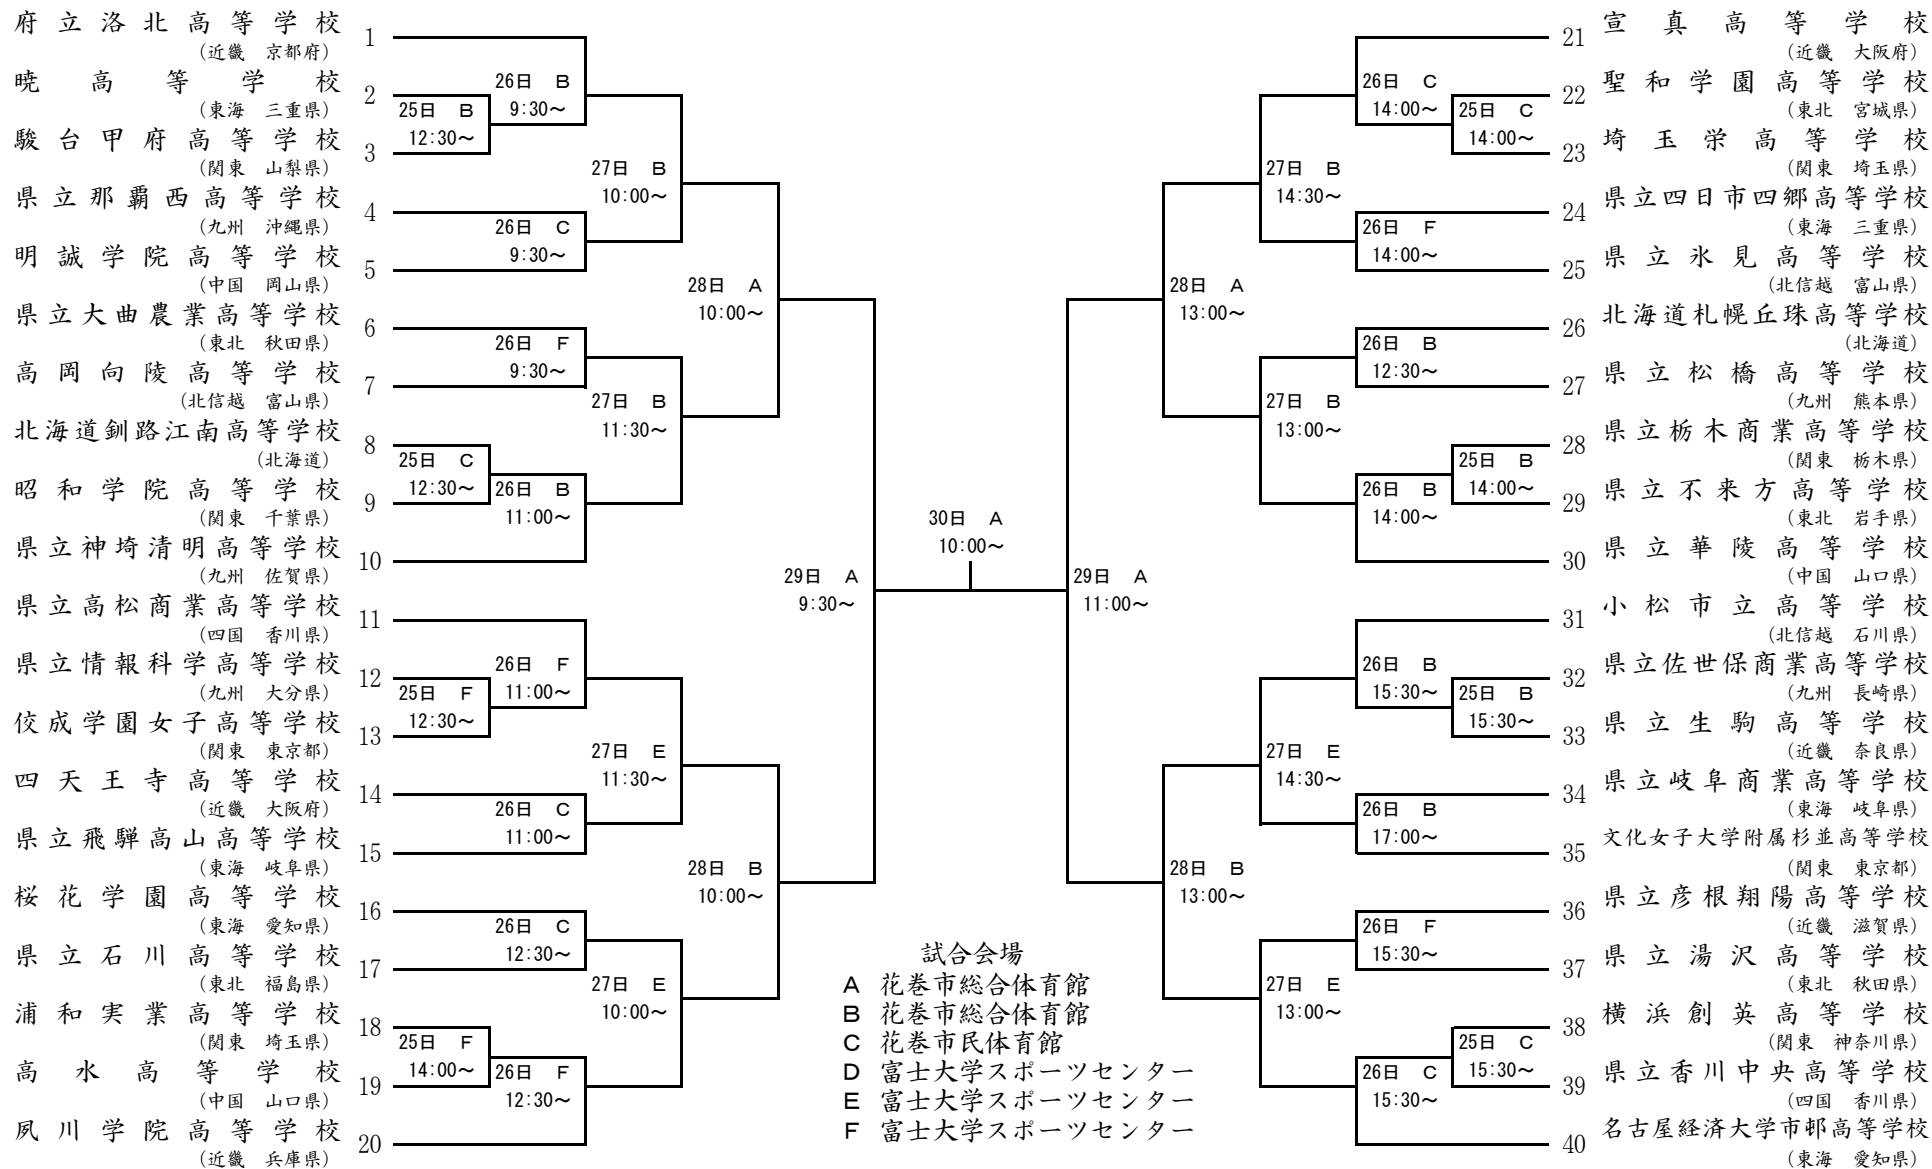 府立洛北高等学校
(近畿 京都府)
1
暁高等学校
(東海 三重県)
2
駿台甲府高等学校
(関東 山梨県)
3
県立那覇西高等学校
(九州 沖縄県)
4
明誠学院高等学校
(中国 岡山県)
5
県立大曲農業高等学校
(東北 秋田県)
6
高岡向陵高等学校
(北信越 富山県)
7
北海道釧路江南高等学校
(北海道)
8
昭和学院高等学校
(関東 千葉県)
9
県立神埼清明高等学校
(九州 佐賀県)
10
県立高松商業高等学校
(四国 香川県)
11
県立情報科学高等学校
(九州 大分県)
12
佼成学園女子高等学校
(関東 東京都)
13
四天王寺高等学校
(近畿 大阪府)
14
県立飛騨高山高等学校
(東海 岐阜県)
15
桜花学園高等学校
(東海 愛知県)
16
県立石川高等学校
(東北 福島県)
17
浦和実業高等学校
(関東 埼玉県)
18
高水高等学校
(中国 山口県)
19
夙川学院高等学校
(近畿 兵庫県)
20
25日 B
12:30～
25日 C
12:30～
25日 F
12:30～
25日 F
14:00～
26日 B
9:30～
26日 C
9:30～
26日 F
9:30～
26日 B
11:00～
26日 F
11:00～
26日 C
11:00～
26日 C
12:30～
26日 F
12:30～
27日 B
10:00～
27日 B
11:30～
27日 E
11:30～
27日 E
10:00～
28日 A
10:00～
28日 B
10:00～
29日 A
9:30～
30日 A
10:00～
29日 A
11:00～
28日 A
13:00～
28日 B
13:00～
27日 B
14:30～
27日 B
13:00～
27日 E
14:30～
27日 E
13:00～
26日 C
14:00～
26日 F
14:00～
26日 B
12:30～
26日 B
14:00～
26日 B
15:30～
26日 B
17:00～
26日 F
15:30～
26日 C
15:30～
25日 C
14:00～
25日 B
14:00～
25日 B
15:30～
25日 C
15:30～
試合会場
A 花巻市総合体育館
B 花巻市総合体育館
C 花巻市民体育館
D 富士大学スポーツセンター
E 富士大学スポーツセンター
F 富士大学スポーツセンター
21
宣真高等学校
(近畿 大阪府)
22
聖和学園高等学校
(東北 宮城県)
23
埼玉栄高等学校
(関東 埼玉県)
24
県立四日市四郷高等学校
(東海 三重県)
25
県立氷見高等学校
(北信越 富山県)
26
北海道札幌丘珠高等学校
(北海道)
27
県立松橋高等学校
(九州 熊本県)
28
県立栃木商業高等学校
(関東 栃木県)
29
県立不来方高等学校
(東北 岩手県)
30
県立華陵高等学校
(中国 山口県)
31
小松市立高等学校
(北信越 石川県)
32
県立佐世保商業高等学校
(九州 長崎県)
33
県立生駒高等学校
(近畿 奈良県)
34
県立岐阜商業高等学校
(東海 岐阜県)
35
文化女子大学附属杉並高等学校
(関東 東京都)
36
県立彦根翔陽高等学校
(近畿 滋賀県)
37
県立湯沢高等学校
(東北 秋田県)
38
横浜創英高等学校
(関東 神奈川県)
39
県立香川中央高等学校
(四国 香川県)
40
名古屋経済大学市邨高等学校
(東海 愛知県)